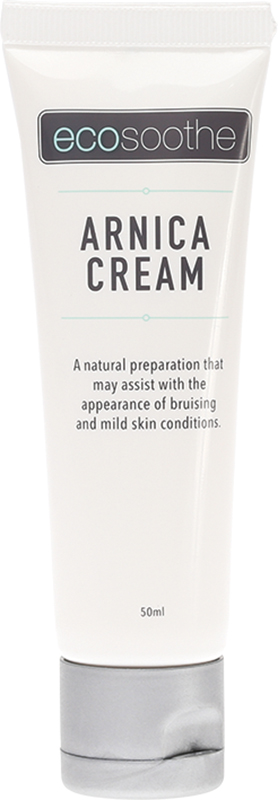 ecosoothe
ARNICA
CREAM
A natural preparation that
may assist with the
appearance of bruising
and mild skin conditions.
50ml